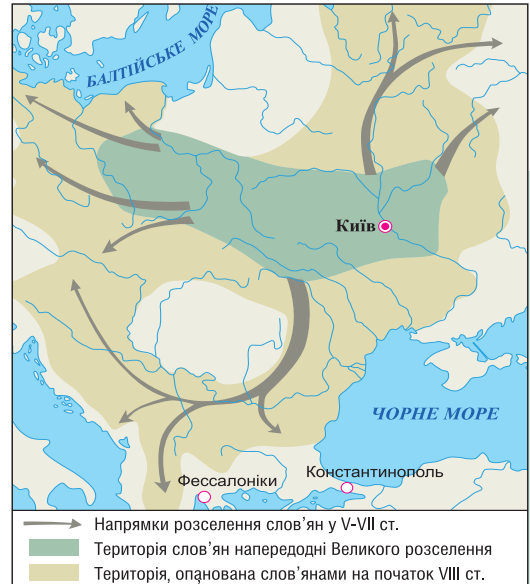 БАЛТІЙСЬКЕ МОРЕ
Київ
ЧОРНЕ МОРЕ
Фессалоніки
Константинополь
Напрямки розселення слов’ян у V-VII ст.
Територія слов’ян напередодні Великого розселення
Територія, опанована слов’янами на початок VIII ст.